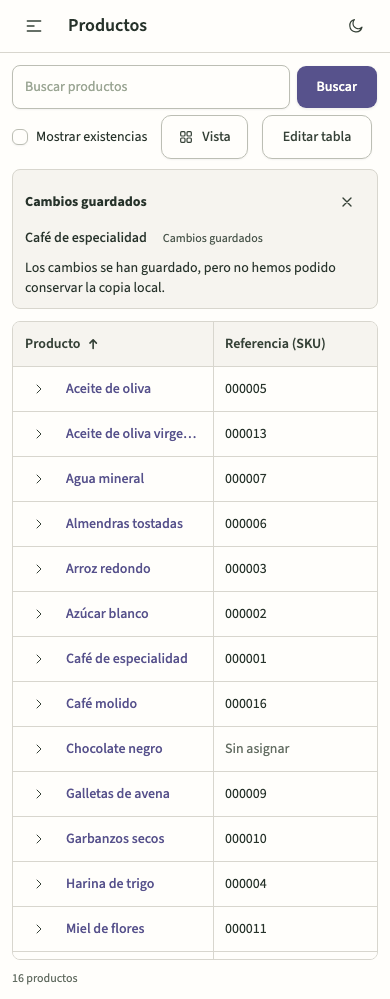 Productos
Buscar productos
Buscar
Mostrar existencias
Vista
Editar tabla
Cambios guardados
Café de especialidad Cambios guardados
Los cambios se han guardado, pero no hemos podido
conservar la copia local.
Producto Referencia (SKU)
Aceite de oliva 000005
Aceite de oliva virge… 000013
Agua mineral 000007
Almendras tostadas 000006
Arroz redondo 000003
Azúcar blanco 000002
Café de especialidad 000001
Café molido 000016
Chocolate negro Sin asignar
Galletas de avena 000009
Garbanzos secos 000010
Harina de trigo 000004
Miel de flores 000011
16 productos